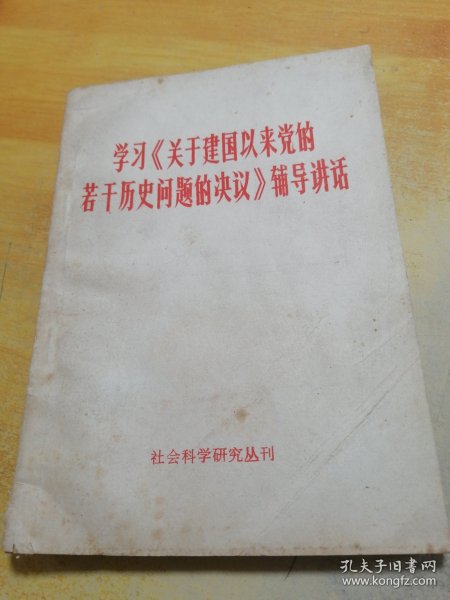 学习《关于建国以来党的
若干历史问题的决议》辅导讲话
社会科学研究丛刊
孔夫子旧书网
www.kongfz.com